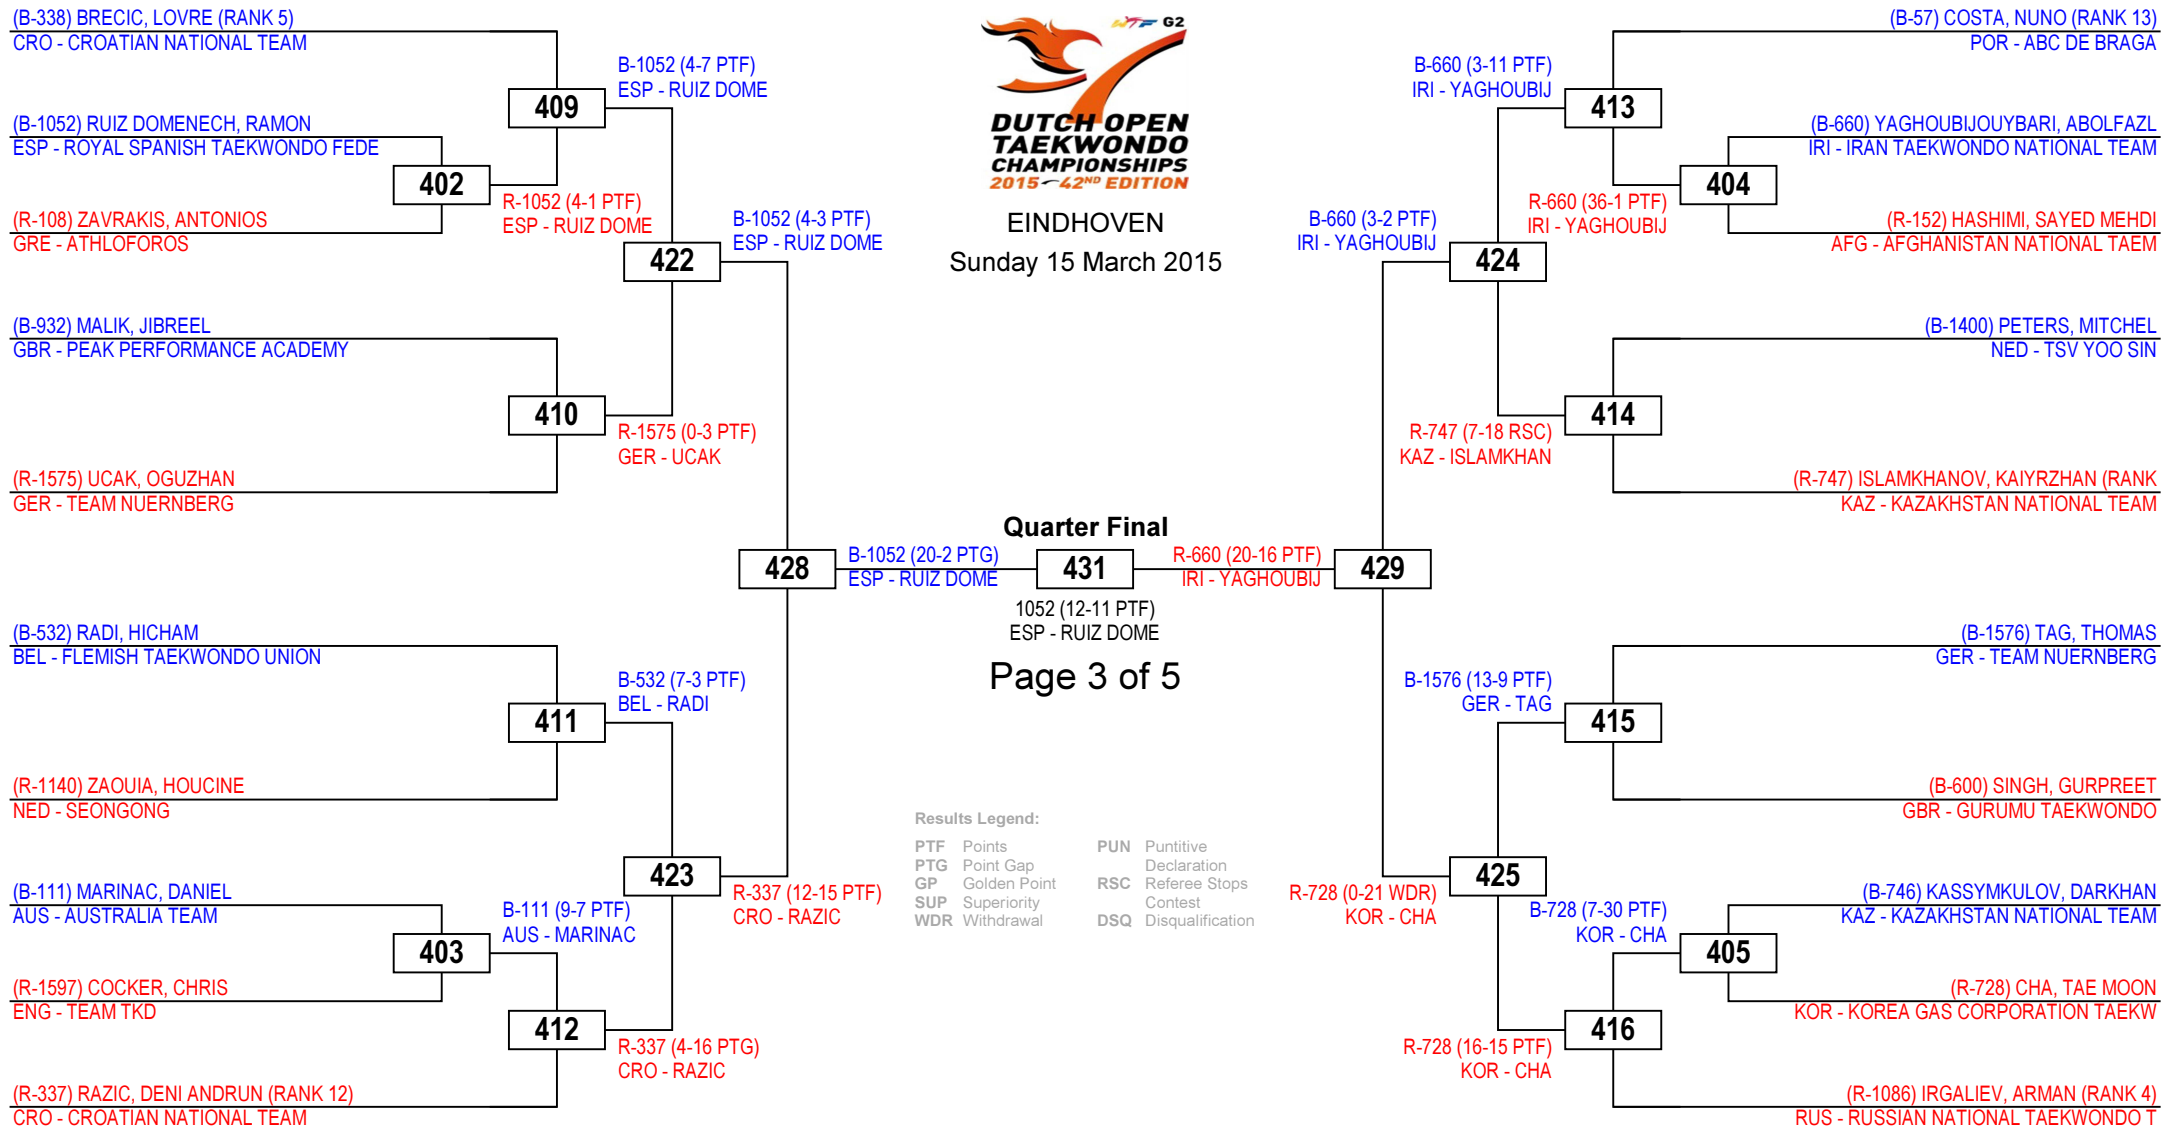 (B-338) BRECIC, LOVRE (RANK 5)
CRO - CROATIAN NATIONAL TEAM
(B-1052) RUIZ DOMENECH, RAMON
ESP - ROYAL SPANISH TAEKWONDO FEDE
(R-108) ZAVRAKIS, ANTONIOS
GRE - ATHLOFOROS
(B-932) MALIK, JIBREEL
GBR - PEAK PERFORMANCE ACADEMY
(R-1575) UCAK, OGUZHAN
GER - TEAM NUERNBERG
(B-532) RADI, HICHAM
BEL - FLEMISH TAEKWONDO UNION
(R-1140) ZAOUIA, HOUCINE
NED - SEONGONG
(B-111) MARINAC, DANIEL
AUS - AUSTRALIA TEAM
(R-1597) COCKER, CHRIS
ENG - TEAM TKD
(R-337) RAZIC, DENI ANDRUN (RANK 12)
CRO - CROATIAN NATIONAL TEAM
402
403
R-1052 (4-1 PTF)
ESP - RUIZ DOME
B-111 (9-7 PTF)
AUS - MARINAC
409
410
411
412
B-1052 (4-7 PTF)
ESP - RUIZ DOME
R-1575 (0-3 PTF)
GER - UCAK
B-532 (7-3 PTF)
BEL - RADI
R-337 (4-16 PTG)
CRO - RAZIC
422
423
B-1052 (4-3 PTF)
ESP - RUIZ DOME
R-337 (12-15 PTF)
CRO - RAZIC
428
B-1052 (20-2 PTG)
ESP - RUIZ DOME
WTF G2
DUTCH OPEN
TAEKWONDO
CHAMPIONSHIPS
2015 - 42ND EDITION
EINDHOVEN
Sunday 15 March 2015
Quarter Final
431
1052 (12-11 PTF)
ESP - RUIZ DOME
Page 3 of 5
Results Legend:
PTF Points
PTG Point Gap
GP Golden Point
SUP Superiority
WDR Withdrawal
PUN Puntitive
Declaration
RSC Referee Stops
Contest
DSQ Disqualification
R-660 (20-16 PTF)
IRI - YAGHOUBIJ
429
B-660 (3-2 PTF)
IRI - YAGHOUBIJ
R-728 (0-21 WDR)
KOR - CHA
424
425
B-660 (3-11 PTF)
IRI - YAGHOUBIJ
R-747 (7-18 RSC)
KAZ - ISLAMKHAN
B-1576 (13-9 PTF)
GER - TAG
R-728 (16-15 PTF)
KOR - CHA
413
414
415
416
R-660 (36-1 PTF)
IRI - YAGHOUBIJ
B-728 (7-30 PTF)
KOR - CHA
404
405
(B-57) COSTA, NUNO (RANK 13)
POR - ABC DE BRAGA
(B-660) YAGHOUBIJOUYBARI, ABOLFAZL
IRI - IRAN TAEKWONDO NATIONAL TEAM
(R-152) HASHIMI, SAYED MEHDI
AFG - AFGHANISTAN NATIONAL TAEM
(B-1400) PETERS, MITCHEL
NED - TSV YOO SIN
(R-747) ISLAMKHANOV, KAIYRZHAN (RANK
KAZ - KAZAKHSTAN NATIONAL TEAM
(B-1576) TAG, THOMAS
GER - TEAM NUERNBERG
(B-600) SINGH, GURPREET
GBR - GURUMU TAEKWONDO
(B-746) KASSYMKULOV, DARKHAN
KAZ - KAZAKHSTAN NATIONAL TEAM
(R-728) CHA, TAE MOON
KOR - KOREA GAS CORPORATION TAEKW
(R-1086) IRGALIEV, ARMAN (RANK 4)
RUS - RUSSIAN NATIONAL TAEKWONDO T